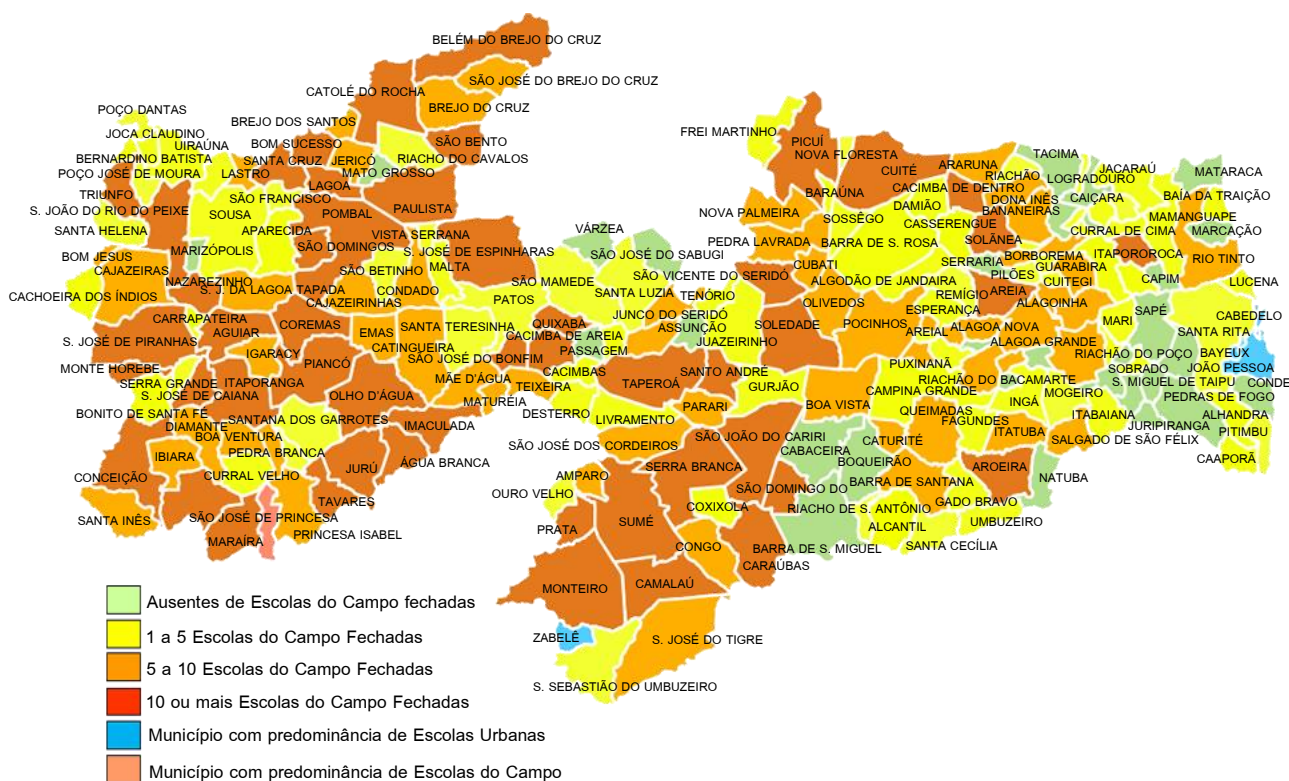 BELÉM DO BREJO DO CRUZ
SÃO JOSÉ DO BREJO DO CRUZ
CATOLÉ DO ROCHA
BREJO DO CRUZ
POÇO DANTAS
BREJO DOS SANTOS
JOCA CLAUDINO
UIRAÚNA
BOM SUCESSO
SÃO BENTO
BERNARDINO BATISTA
SANTA CRUZ
JERICÓ
RIACHO DO CAVALOS
POÇO JOSÉ DE MOURA
LASTRO
MATO GROSSO
TRIUNFO
LAGOA
SÃO FRANCISCO
S. JOÃO DO RIO DO PEIXE
SOUSA
POMBAL
PAULISTA
SANTA HELENA
APARECIDA
VISTA SERRANA
MARIZÓPOLIS
SÃO DOMINGOS
S. JOSÉ DE ESPINHARAS
BOM JESUS
CAJAZEIRAS
SÃO BETINHO
MALTA
NAZAREZINHO
S. J. DA LAGOA TAPADA
CONDADO
CACHOEIRA DOS ÍNDIOS
CAJAZEIRINHAS
PATOS
CARRAPATEIRA
AGUIAR
COREMAS
EMAS
SANTA
TERESINHA
S. JOSÉ DE PIRANHAS
CATINGUEIRA
IGARACY
PIANCÓ
SÃO JOSÉ DO BONFIM
MONTE HOREBE
SERRA GRANDE
ITAPORANGA
MÃE D'ÁGUA
TEIXEIRA
S. JOSÉ DE CAIANA
OLHO D'ÁGUA
MATUREIA
BONITO DE SANTA FÉ
SANTANA DOS GARROTES
DIAMANTE
BOA VENTURA
IMACULADA
IBIARA
PEDRA BRANCA
CONCEIÇÃO
CURRAL VELHO
JURÚ
ÁGUA BRANCA
TAVARES
SANTA INÊS
SÃO JOSÉ DE PRINCESA
MARAÍRA
PRINCESA ISABEL
FREI MARTINHO
PICUÍ
NOVA FLORESTA
CUITÉ
ARARUNA
TACIMA
RIACHÃO
LOGRADOURO
JACARAÚ
MATARACA
BARAÚNA
CACIMBA DE DENTRO
DONA INÊS
CAIÇARA
BAÍA DA TRAIÇÃO
NOVA PALMEIRA
SOSSÊGO
DAMIÃO
BANANEIRAS
MAMANGUAPE
CASSERENGUE
CURRAL DE CIMA
MARCAÇÃO
VÁRZEA
PEDRA LAVRADA
BARRA DE S. ROSA
SOLÂNEA
ITAPOROROCA
SÃO JOSÉ DO SABUGI
BORBOREMA
RIO TINTO
SERRARIA
GUARABIRA
CUBATI
PILÕES
SÃO VICENTE DO SERIDÓ
CUITEGI
CAPIM
LUCENA
SÃO MAMEDE
SANTA LUZIA
TENÓRIO
ALGODÃO DE JANDAIRA
REMÍGIO
AREIA
OLIVEDOS
ESPERANÇA
ALAGOINHA
SAPÉ
CABEDELO
JUNCO DO SERIDÓ
POCINHOS
MARI
QUIXABA
ASSUNÇÃO
SOLEDADE
AREIAL
ALAGOA NOVA
SANTA RITA
CACIMBA DE AREIA
JUAZEIRINHO
ALAGOA GRANDE
PASSAGEM
RIACHÃO DO POÇO
BAYEUX
CACIMBAS
SANTO ANDRÉ
PUXINANÃ
SOBRADO
JOÃO PESSOA
TAPEROÁ
GURJÃO
CAMPINA GRANDE
RIACHÃO DO BACAMARTE
S. MIGUEL DE TAIPU
CONDE
DESTERRO
LIVRAMENTO
PARARI
BOA VISTA
QUEIMADAS
INGÁ
MOGEIRO
PEDRAS DE FOGO
FAGUNDES
ITABAIANA
ALHANDRA
SÃO JOSÉ DOS CORDEIROS
SÃO JOÃO DO CARIRI
CATURITÉ
ITATUBA
JURIPIRANGA
PITIMBU
CABACEIRA
SALGADO DE SÃO FÉLIX
SERRA BRANCA
BOQUEIRÃO
AROEIRA
CAAPORÃ
AMPARO
BARRA DE SANTANA
NATUBA
OURO VELHO
SÃO DOMINGO DO
GADO BRAVO
COXIXOLA
RIACHO DE S. ANTÔNIO
PRATA
SUMÉ
ALCANTIL
UMBUZEIRO
CONGO
BARRA DE S. MIGUEL
SANTA CECÍLIA
CARAÚBAS
MONTEIRO
CAMALAÚ
ZABELÊ
S. JOSÉ DO TIGRE
S. SEBASTIÃO DO UMBUZEIRO
Ausentes de Escolas do Campo fechadas
1 a 5 Escolas do Campo Fechadas
5 a 10 Escolas do Campo Fechadas
10 ou mais Escolas do Campo Fechadas
Município com predominância de Escolas Urbanas
Município com predominância de Escolas do Campo